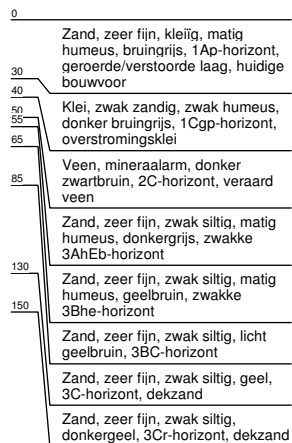 0
Zand, zeer fijn, kleiïg, matig
humeus, bruingrijs, 1Ap-horizont,
geroerde/verstoorde laag, huidige
bouwvoor
30
40
Klei, zwak zandig, zwak humeus,
donker bruingrijs, 1Cgp-horizont,
overstromingsklei
50
55
65
Veen, mineraalarm, donker
zwartbruin, 2C-horizont, veraard
veen
85
Zand, zeer fijn, zwak siltig, matig
humeus, donkergrijs, zwakke
3AhEb-horizont
Zand, zeer fijn, zwak siltig, matig
humeus, geelbruin, zwakke
3Bhe-horizont
130
150
Zand, zeer fijn, zwak siltig, licht
geelbruin, 3BC-horizont
Zand, zeer fijn, zwak siltig, geel,
3C-horizont, dekzand
Zand, zeer fijn, zwak siltig,
donkergeel, 3Cr-horizont, dekzand